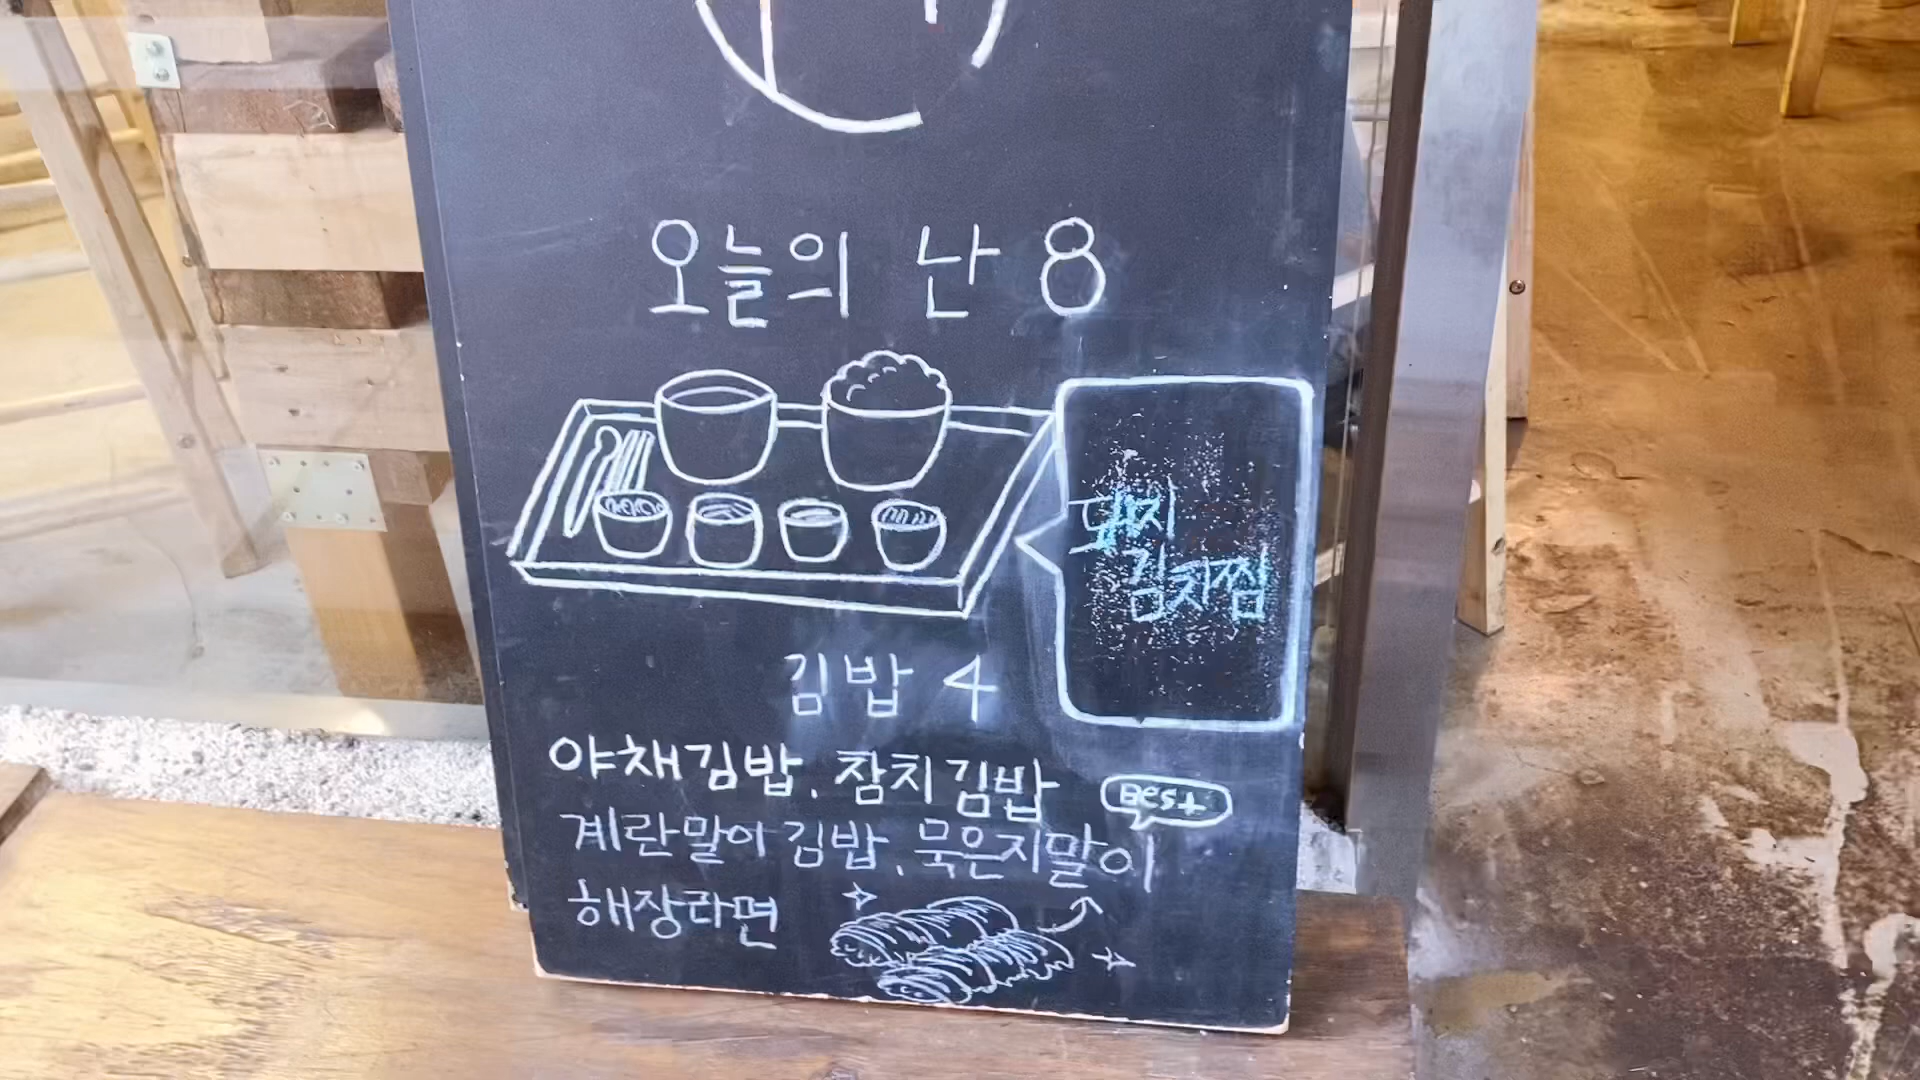 오늘의 난 8
돼지
김치찜
김밥 4
야채김밥, 참치김밥
Best
계란말이 김밥, 묵은지말이
해장라면